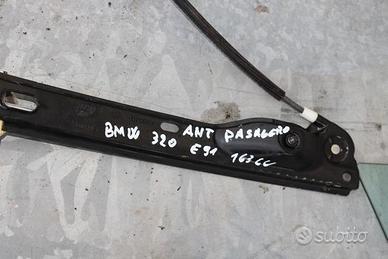 BMW 320 ANT PASAGERO
E91 163CC
subito